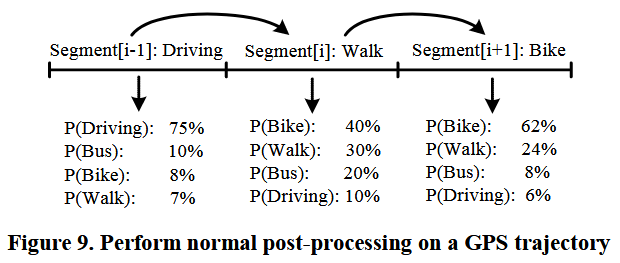 Segment[i-1]: Driving Segment[i]: Walk Segment[i+1]: Bike
P(Driving): 75% P(Bike): 40% P(Bike): 62%
P(Bus): 10% P(Walk): 30% P(Walk): 24%
P(Bike): 8% P(Bus): 20% P(Bus): 8%
P(Walk): 7% P(Driving): 10% P(Driving): 6%
Figure 9. Perform normal post-processing on a GPS trajectory